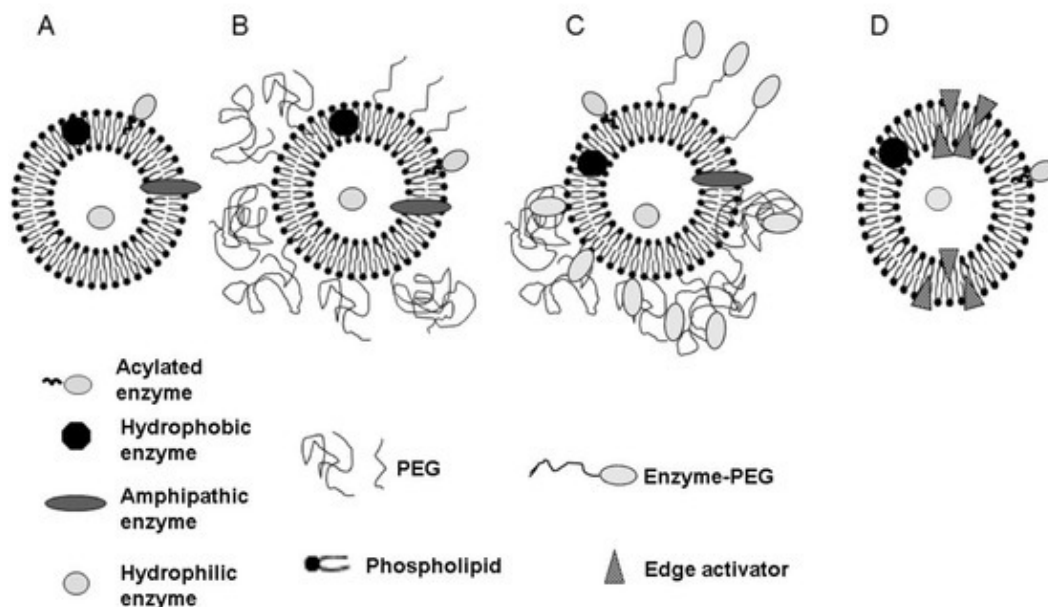 A B C D
Acylated
enzyme
Hydrophobic
enzyme
PEG
Enzyme-PEG
Amphipathic
enzyme
Phospholipid
Edge activator
Hydrophilic
enzyme